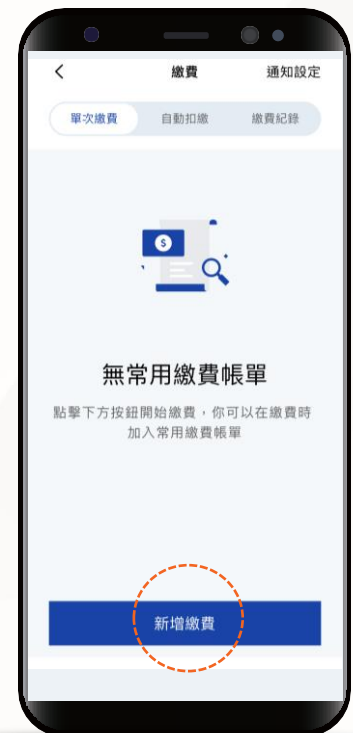 繳費
通知設定
單次繳費
自動扣繳
繳費紀錄
$
無常用繳費帳單
點擊下方按鈕開始繳費，你可以在繳費時
加入常用繳費帳單
新增繳費